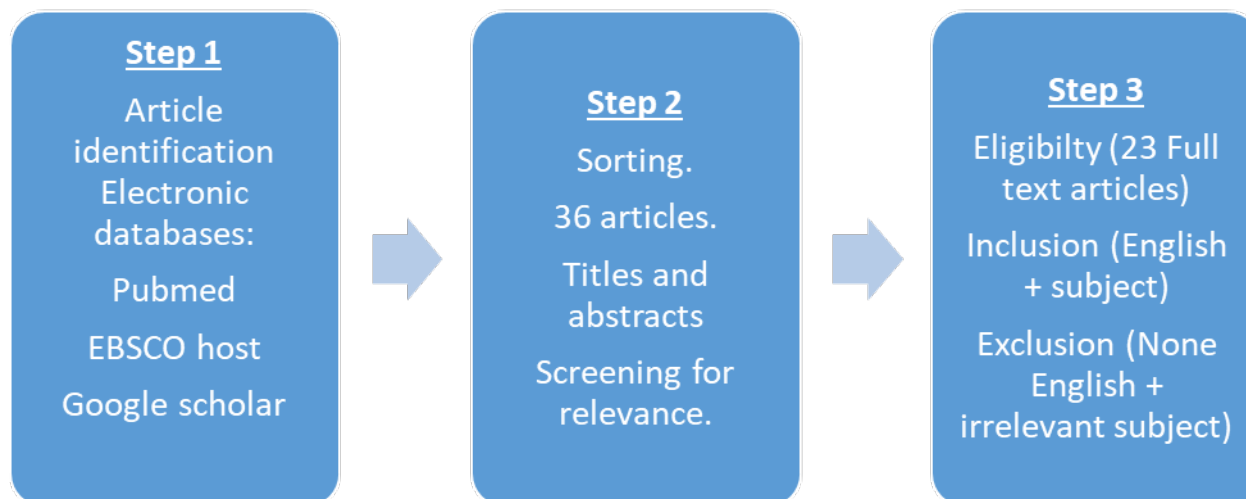 Step 1
Article
identification
Electronic
databases:
Pubmed
EBSCO host
Google scholar
Step 2
Sorting.
36 articles.
Titles and
abstracts
Screening for
relevance.
Step 3
Eligibilty (23 Full
text articles)
Inclusion (English
+ subject)
Exclusion (None
English +
irrelevant subject)